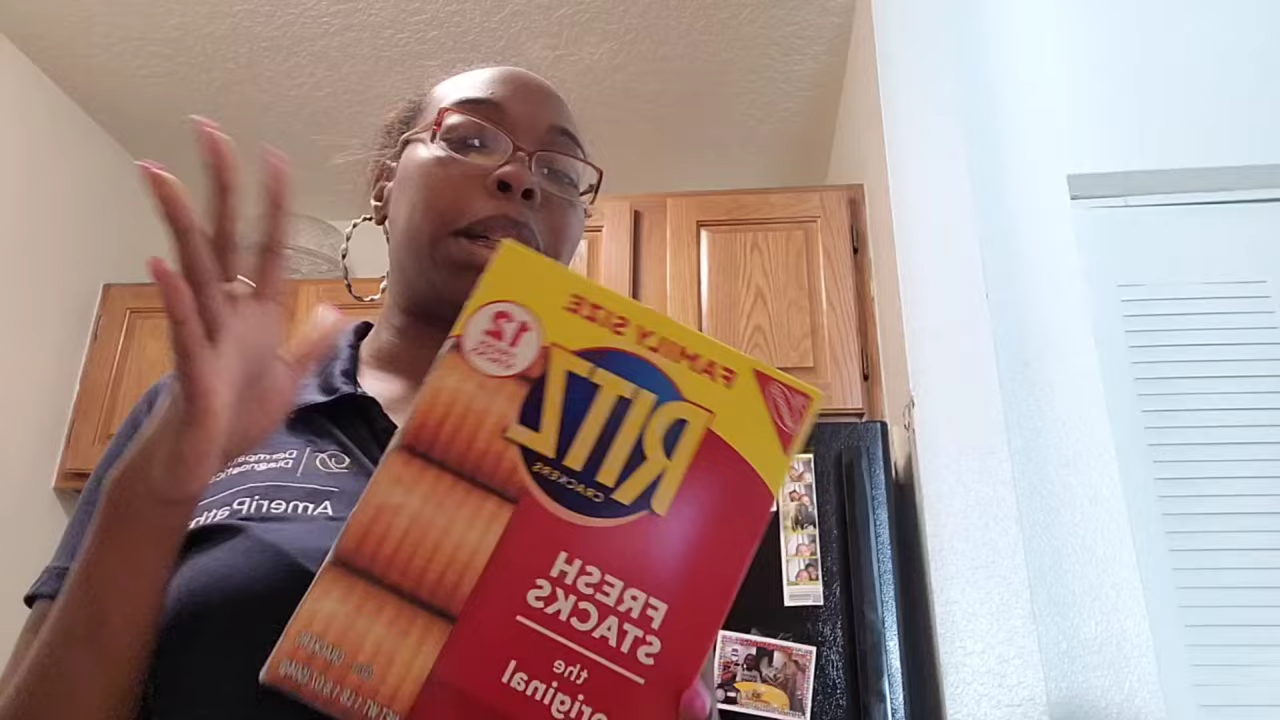 FAMILY SIZE
12
RITZ
CRACKERS
FRESH
STACKS
the
original
Dermpath
Diagnostics
AmeriPath